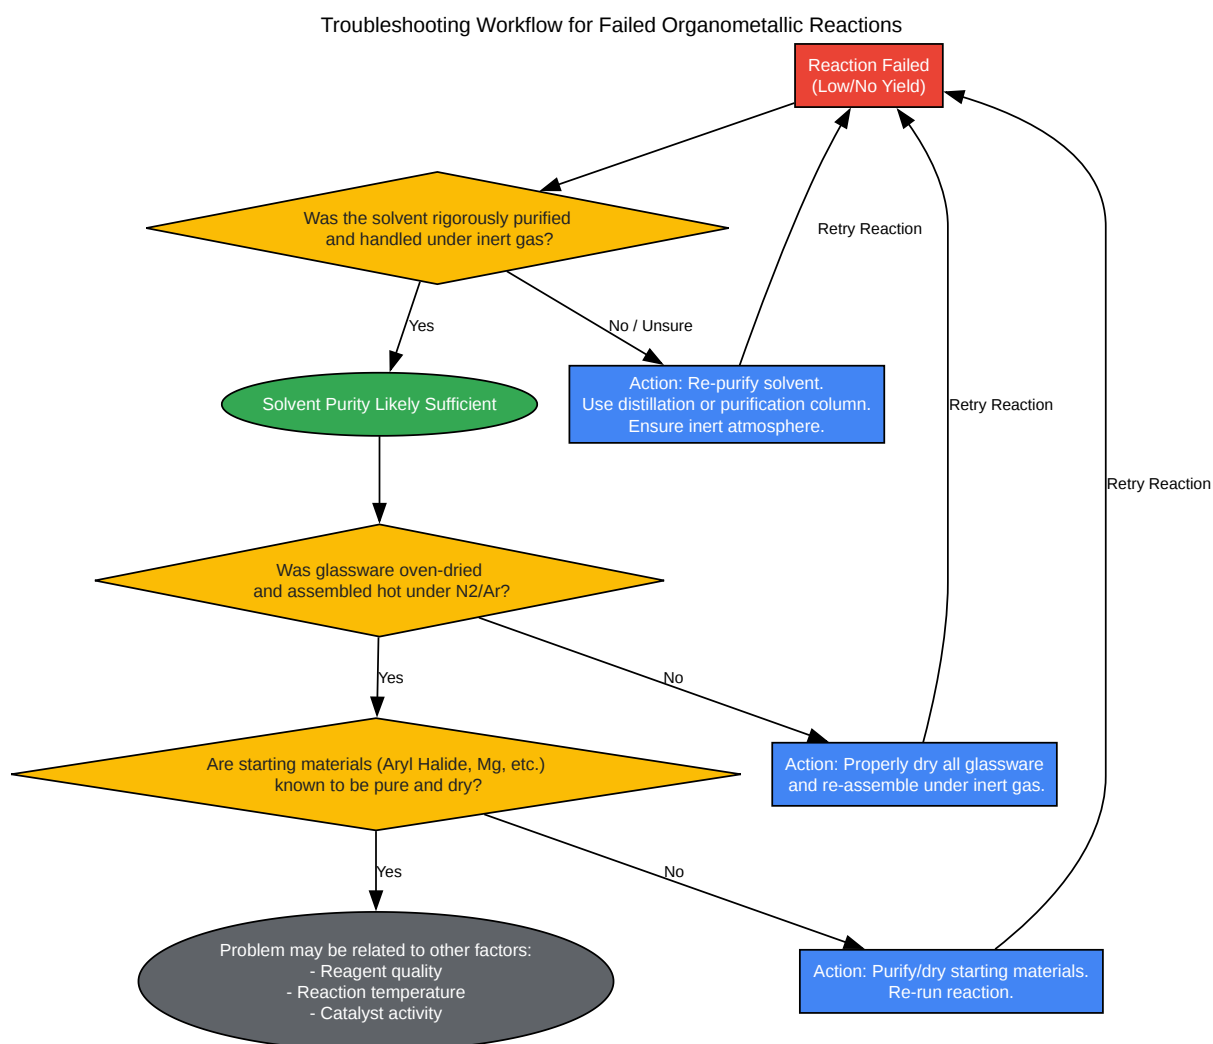 Troubleshooting Workflow for Failed Organometallic Reactions
Reaction Failed
(Low/No Yield)
Was the solvent rigorously purified
and handled under inert gas?
Retry Reaction
Yes
No / Unsure
Solvent Purity Likely Sufficient
Action: Re-purify solvent.
Use distillation or purification column.
Ensure inert atmosphere.
Retry Reaction
Retry Reaction
Was glassware oven-dried
and assembled hot under N2/Ar?
Yes
No
Are starting materials (Aryl Halide, Mg, etc.)
known to be pure and dry?
Action: Properly dry all glassware
and re-assemble under inert gas.
Yes
No
Problem may be related to other factors:
- Reagent quality
- Reaction temperature
- Catalyst activity
Action: Purify/dry starting materials.
Re-run reaction.